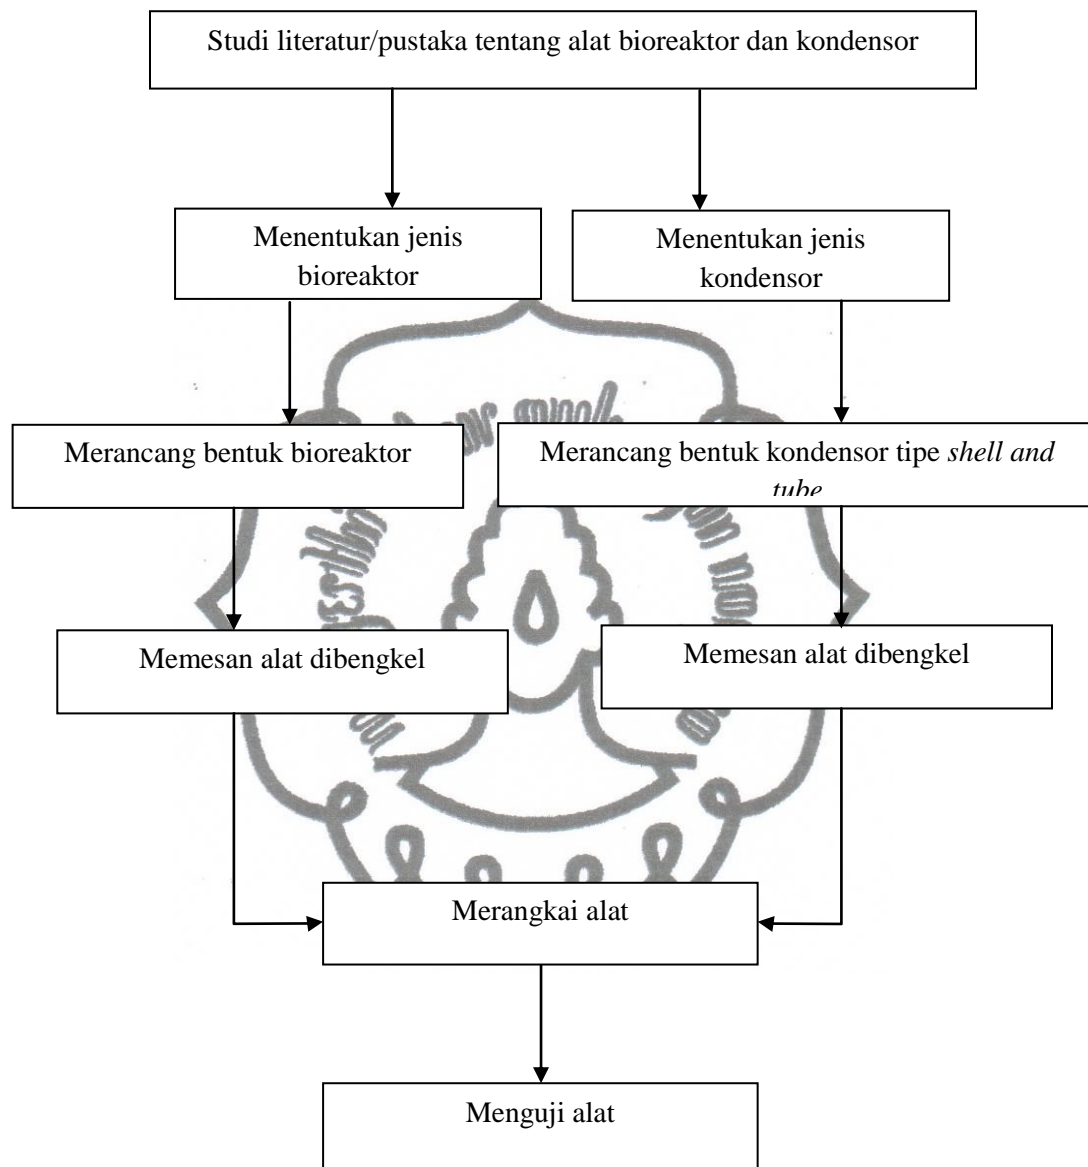 Studi literatur/pustaka tentang alat bioreaktor dan kondensor
Menentukan jenis
bioreaktor
Menentukan jenis
kondensor
Merancang bentuk bioreaktor
Merancang bentuk kondensor tipe shell and
tube
Memesan alat dibengkel
Memesan alat dibengkel
Merangkai alat
Menguji alat